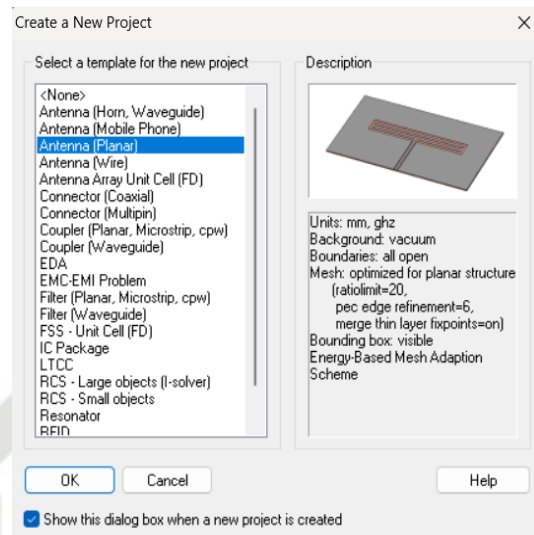 Create a New Project
Select a template for the new project
<None>
Antenna (Horn, Waveguide)
Antenna (Mobile Phone)
Antenna (Planar)
Antenna (Wire)
Antenna Array Unit Cell (FD)
Connector (Coaxial)
Connector (Multipin)
Coupler (Planar, Microstrip, cpw)
Coupler (Waveguide)
EDA
EMC-EMI Problem
Filter (Planar, Microstrip, cpw)
Filter (Waveguide)
FSS - Unit Cell (FD)
IC Package
LTCC
RCS - Large objects (I-solver)
RCS - Small objects
Resonator
RFID
Description
Units: mm, ghz
Background: vacuum
Boundaries: all open
Mesh: optimized for planar structure
(ratiolimit=20,
pec edge refinement=6,
merge thin layer fixpoints=on)
Bounding box: visible
Energy-Based Mesh Adaption
Scheme
OK
Cancel
Help
Show this dialog box when a new project is created